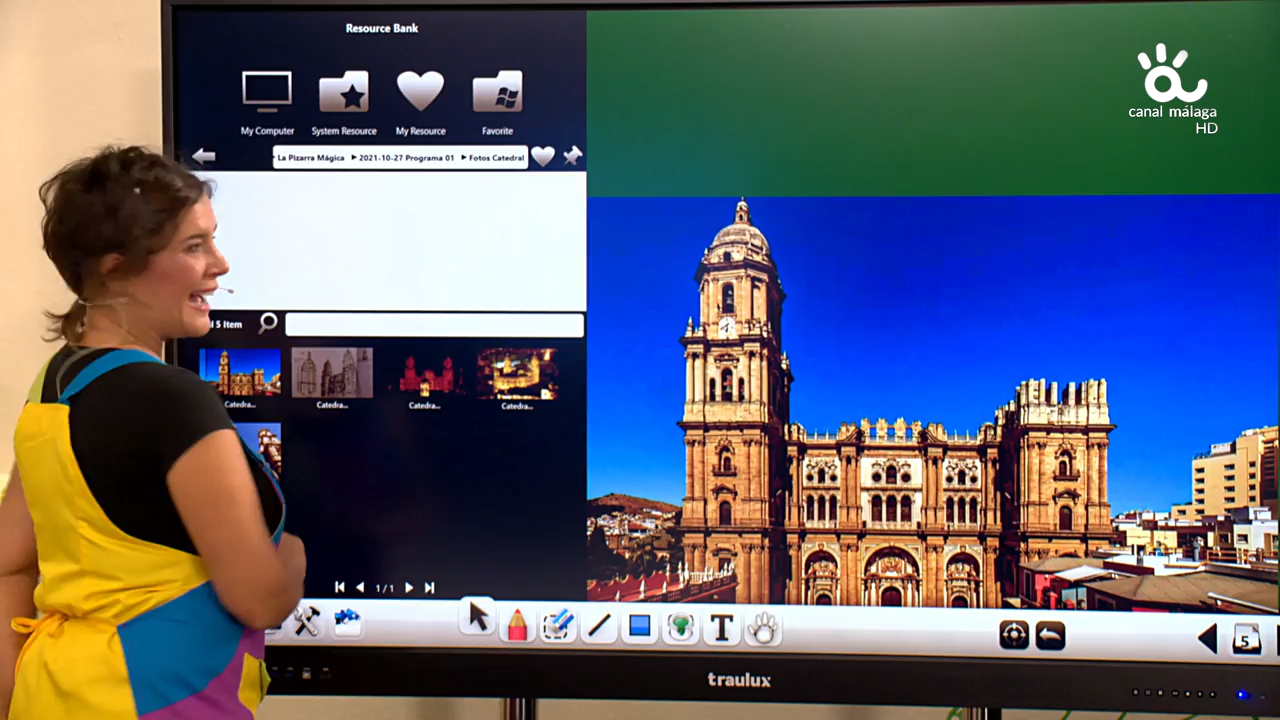 Resource Bank
canal málaga
HD
My Computer System Resource My Resource Favorite
La Pizarra Mágica ▶ 2021-10-27 Programa 01 ▶ Fotos Catedral
5 Item
Catedra... Catedra... Catedra... Catedra...
1/1
T
5
traulux